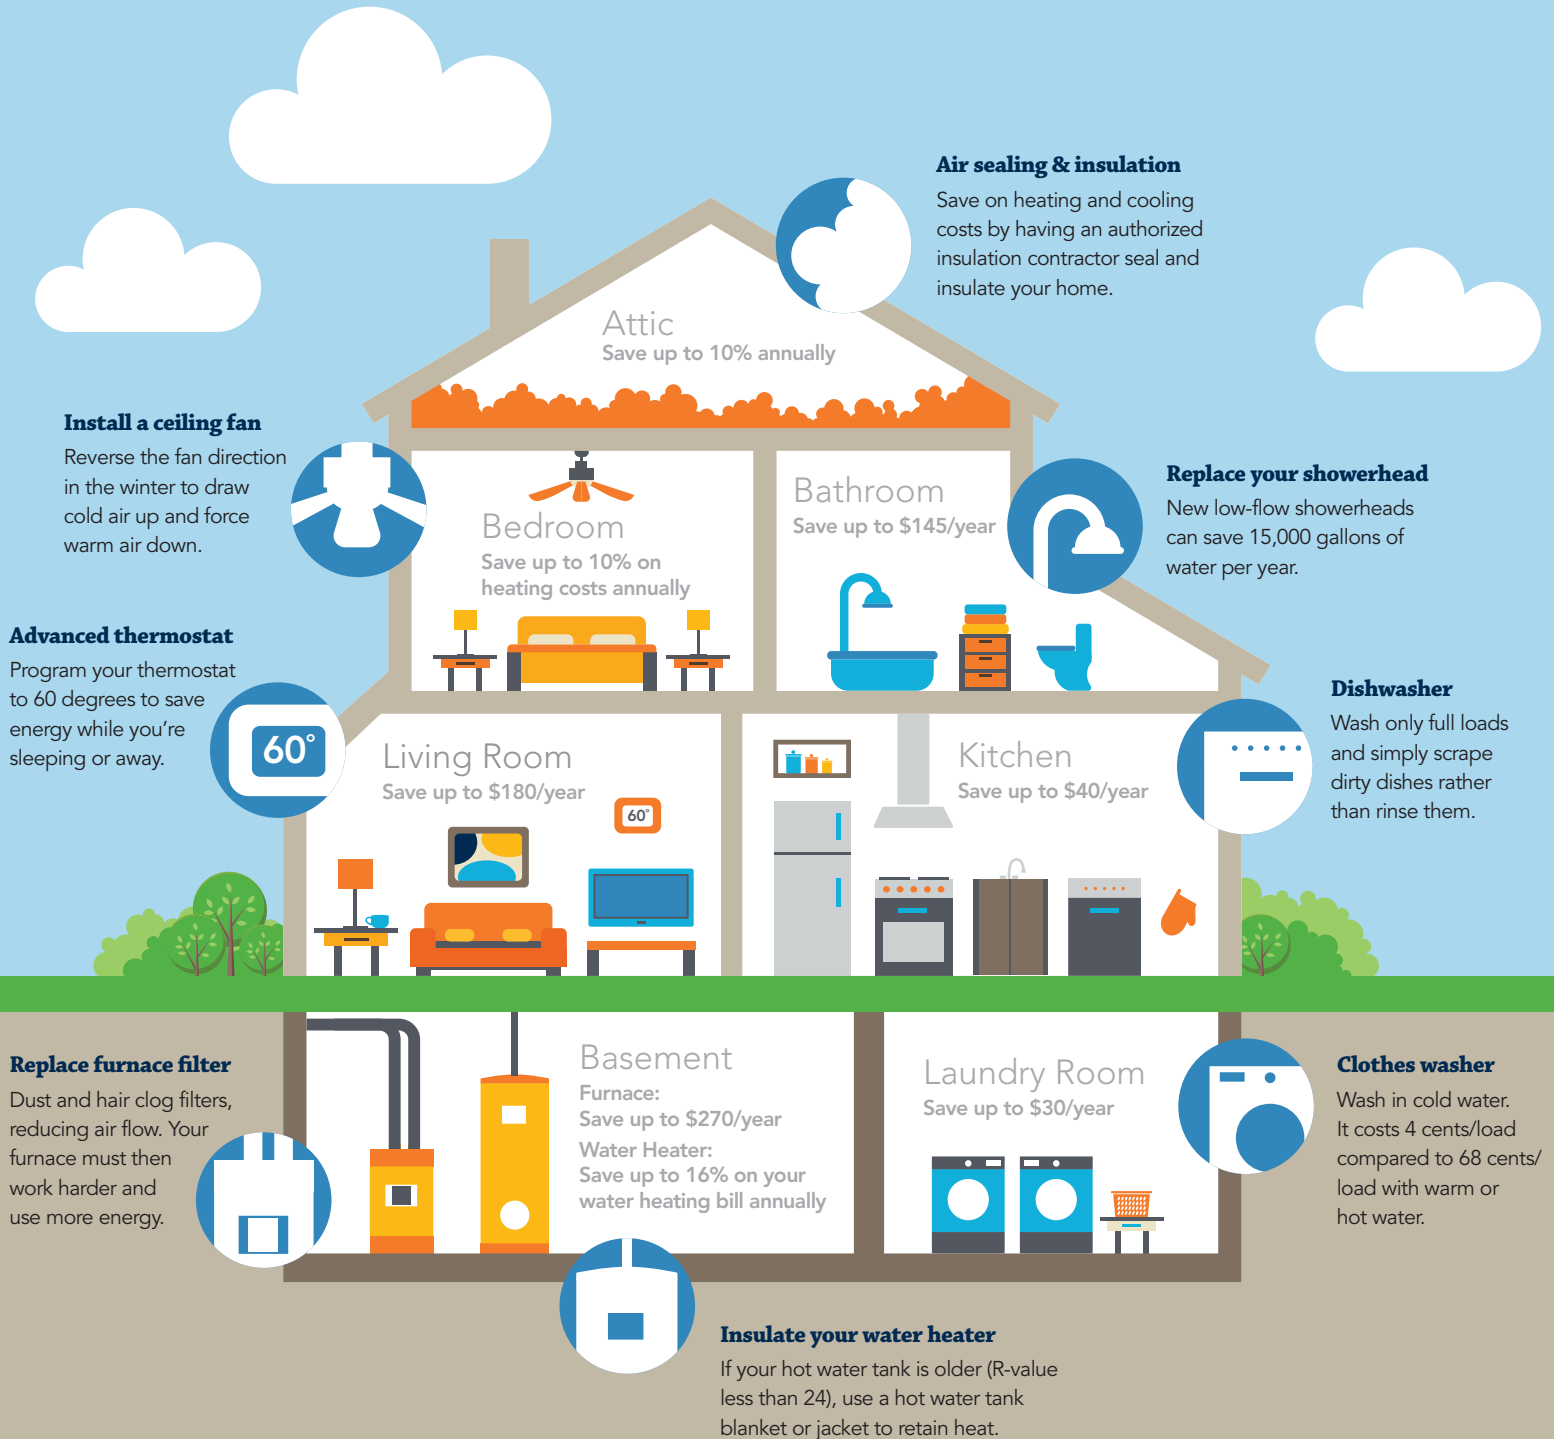 Air sealing & insulation
Save on heating and cooling
costs by having an authorized
insulation contractor seal and
insulate your home.
Attic
Save up to 10% annually
Install a ceiling fan
Reverse the fan direction
in the winter to draw
cold air up and force
warm air down.
Bedroom
Save up to 10% on
heating costs annually
Bathroom
Save up to $145/year
Replace your showerhead
New low-flow showerheads
can save 15,000 gallons of
water per year.
Advanced thermostat
Program your thermostat
to 60 degrees to save
energy while you’re
sleeping or away.
60°
Living Room
Save up to $180/year
60°
Kitchen
Save up to $40/year
Dishwasher
Wash only full loads
and simply scrape
dirty dishes rather
than rinse them.
Replace furnace filter
Dust and hair clog filters,
reducing air flow. Your
furnace must then
work harder and
use more energy.
Basement
Furnace:
Save up to $270/year
Water Heater:
Save up to 16% on your
water heating bill annually
Laundry Room
Save up to $30/year
Clothes washer
Wash in cold water.
It costs 4 cents/load
compared to 68 cents/
load with warm or
hot water.
Insulate your water heater
If your hot water tank is older (R-value
less than 24), use a hot water tank
blanket or jacket to retain heat.